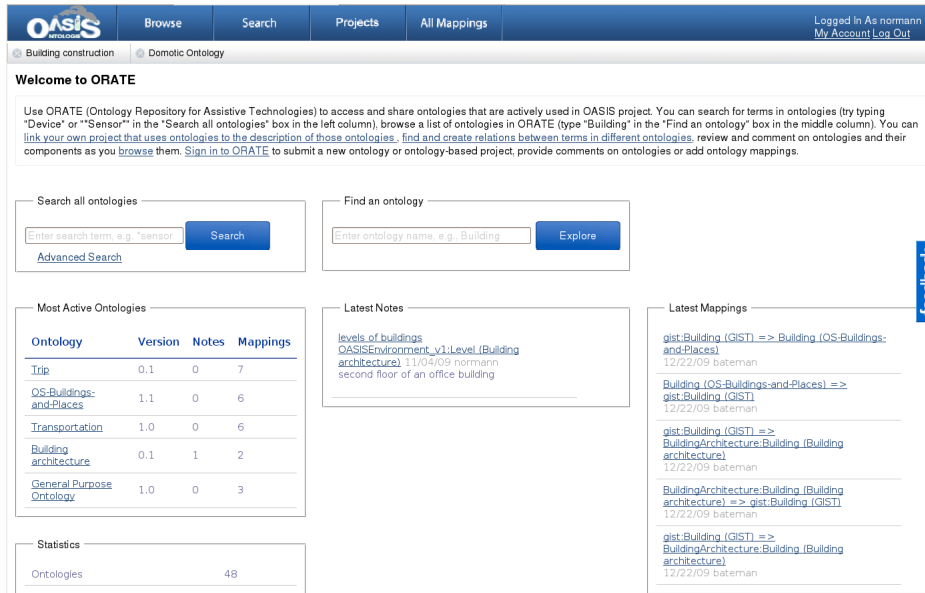 OASIS
ONTOLOGIES
Browse
Search
Projects
All Mappings
Logged In As normann
My Account Log Out
Building construction
Domotic Ontology
Welcome to ORATE
Use ORATE (Ontology Repository for Assistive Technologies) to access and share ontologies that are actively used in OASIS project. You can search for terms in ontologies (try typing
"Device" or "*Sensor*" in the "Search all ontologies" box in the left column), browse a list of ontologies in ORATE (type "Building" in the "Find an ontology" box in the middle column). You can
link your own project that uses ontologies to the description of those ontologies , find and create relations between terms in different ontologies, review and comment on ontologies and their
components as you browse them. Sign in to ORATE to submit a new ontology or ontology-based project, provide comments on ontologies or add ontology mappings.
Search all ontologies
Enter search term, e.g. *sensor
Search
Advanced Search
Find an ontology
Enter ontology name, e.g., Building
Explore
Most Active Ontologies
Ontology Version Notes Mappings
Trip 0.1 0 7
OS-Buildings-
and-Places 1.1 0 6
Transportation 1.0 0 6
Building
architecture 0.1 1 2
General Purpose
Ontology 1.0 0 3
Statistics
Ontologies 48
Latest Notes
levels of buildings
OASISEnvironment_v1:Level (Building
architecture) 11/04/09 normann
second floor of an office building
Latest Mappings
gist:Building (GIST) => Building (OS-Buildings-
and-Places)
12/22/09 bateman
Building (OS-Buildings-and-Places) =>
gist:Building (GIST)
12/22/09 bateman
gist:Building (GIST) =>
BuildingArchitecture:Building (Building
architecture)
12/22/09 bateman
BuildingArchitecture:Building (Building
architecture) => gist:Building (GIST)
12/22/09 bateman
gist:Building (GIST) =>
BuildingArchitecture:Building (Building
architecture)
12/22/09 bateman